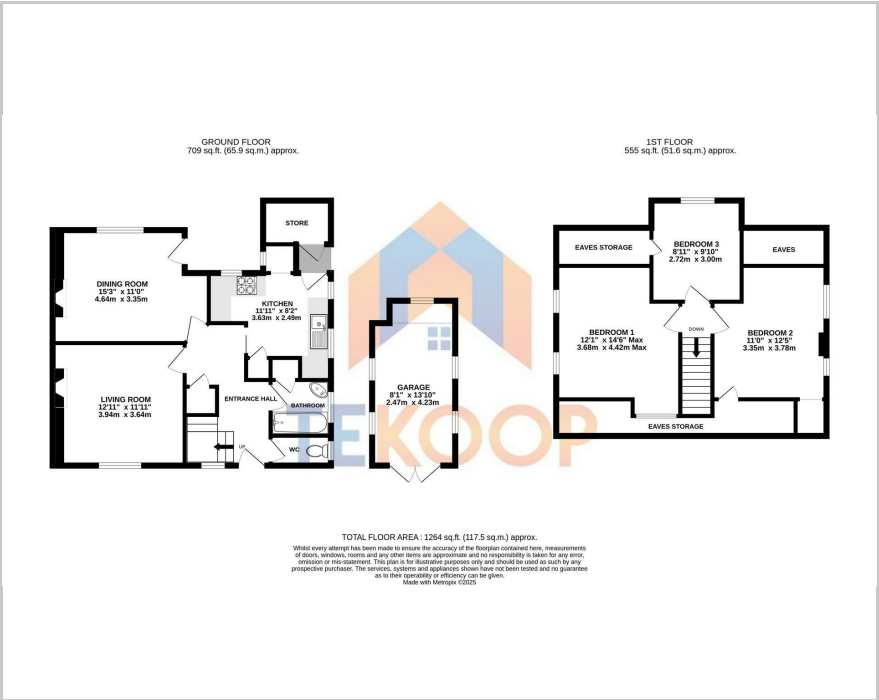 GROUND FLOOR
709 sq.ft. (65.9 sq.m.) approx.
1ST FLOOR
555 sq.ft. (51.6 sq.m.) approx.
STORE
DINING ROOM
15'3" x 11'0"
4.64m x 3.35m
KITCHEN
11'11" x 8'2"
3.63m x 2.49m
LIVING ROOM
12'11" x 11'11"
3.94m x 3.64m
ENTRANCE HALL
BATHROOM
UP
WC
GARAGE
8'1" x 13'10"
2.47m x 4.23m
EAVES STORAGE
BEDROOM 3
8'11" x 9'10"
2.72m x 3.00m
EAVES
BEDROOM 1
12'1" x 14'6" Max
3.68m x 4.42m Max
DOWN
BEDROOM 2
11'0" x 12'5"
3.35m x 3.78m
EAVES STORAGE
TEKOOP
TOTAL FLOOR AREA : 1264 sq.ft. (117.5 sq.m.) approx.
Whilst every attempt has been made to ensure the accuracy of the floorplan contained here, measurements
of doors, windows, rooms and any other items are approximate and no responsibility is taken for any error,
omission or mis-statement. This plan is for illustrative purposes only and should be used as such by any
prospective purchaser. The services, systems and appliances shown have not been tested and no guarantee
as to their operability or efficiency can be given.
Made with Metropix ©2025